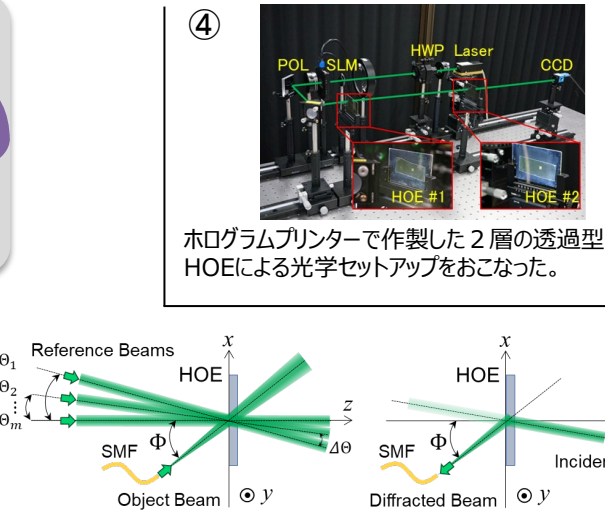 ④
POL
SLM
HWP
Laser
CCD
HOE #1
HOE #2
ホログラムプリンターで作製した２層の透過型
HOEによる光学セットアップをおこなった。
Reference Beams
Θ1
Θ2
⋮
Θm
x
HOE
z
Φ
ΔΘ
SMF
Object Beam
y
x
HOE
Φ
SMF
Inciden
Diffracted Beam
y